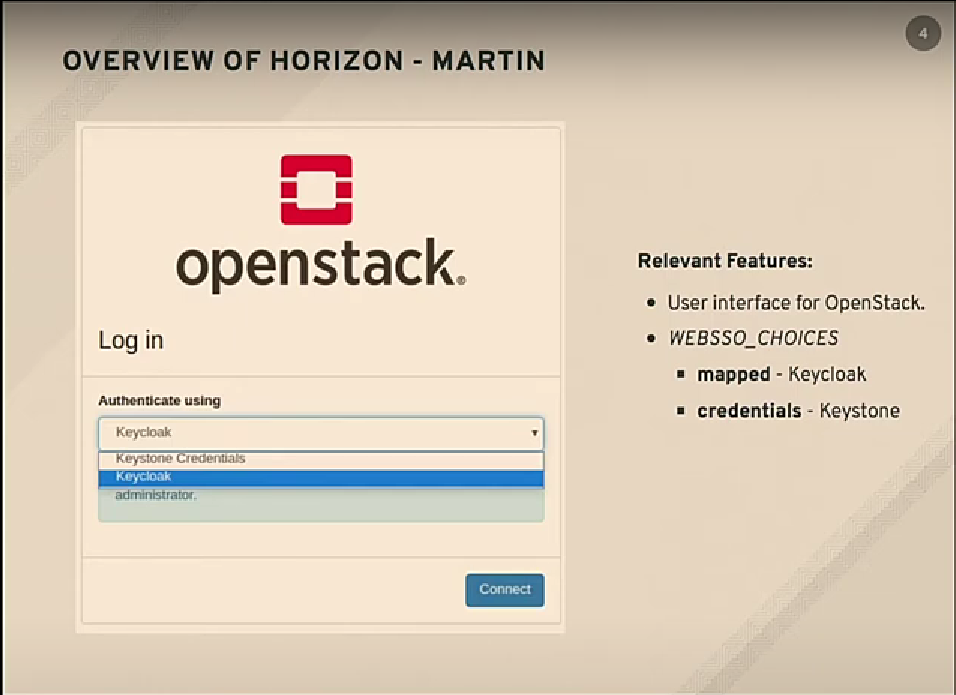 4
OVERVIEW OF HORIZON - MARTIN
openstack®
Log in
Authenticate using
Keycloak
Keystone Credentials
Keycloak
administrator.
Connect
Relevant Features:
• User interface for OpenStack.
• WEBSSO_CHOICES
▪ mapped - Keycloak
▪ credentials - Keystone